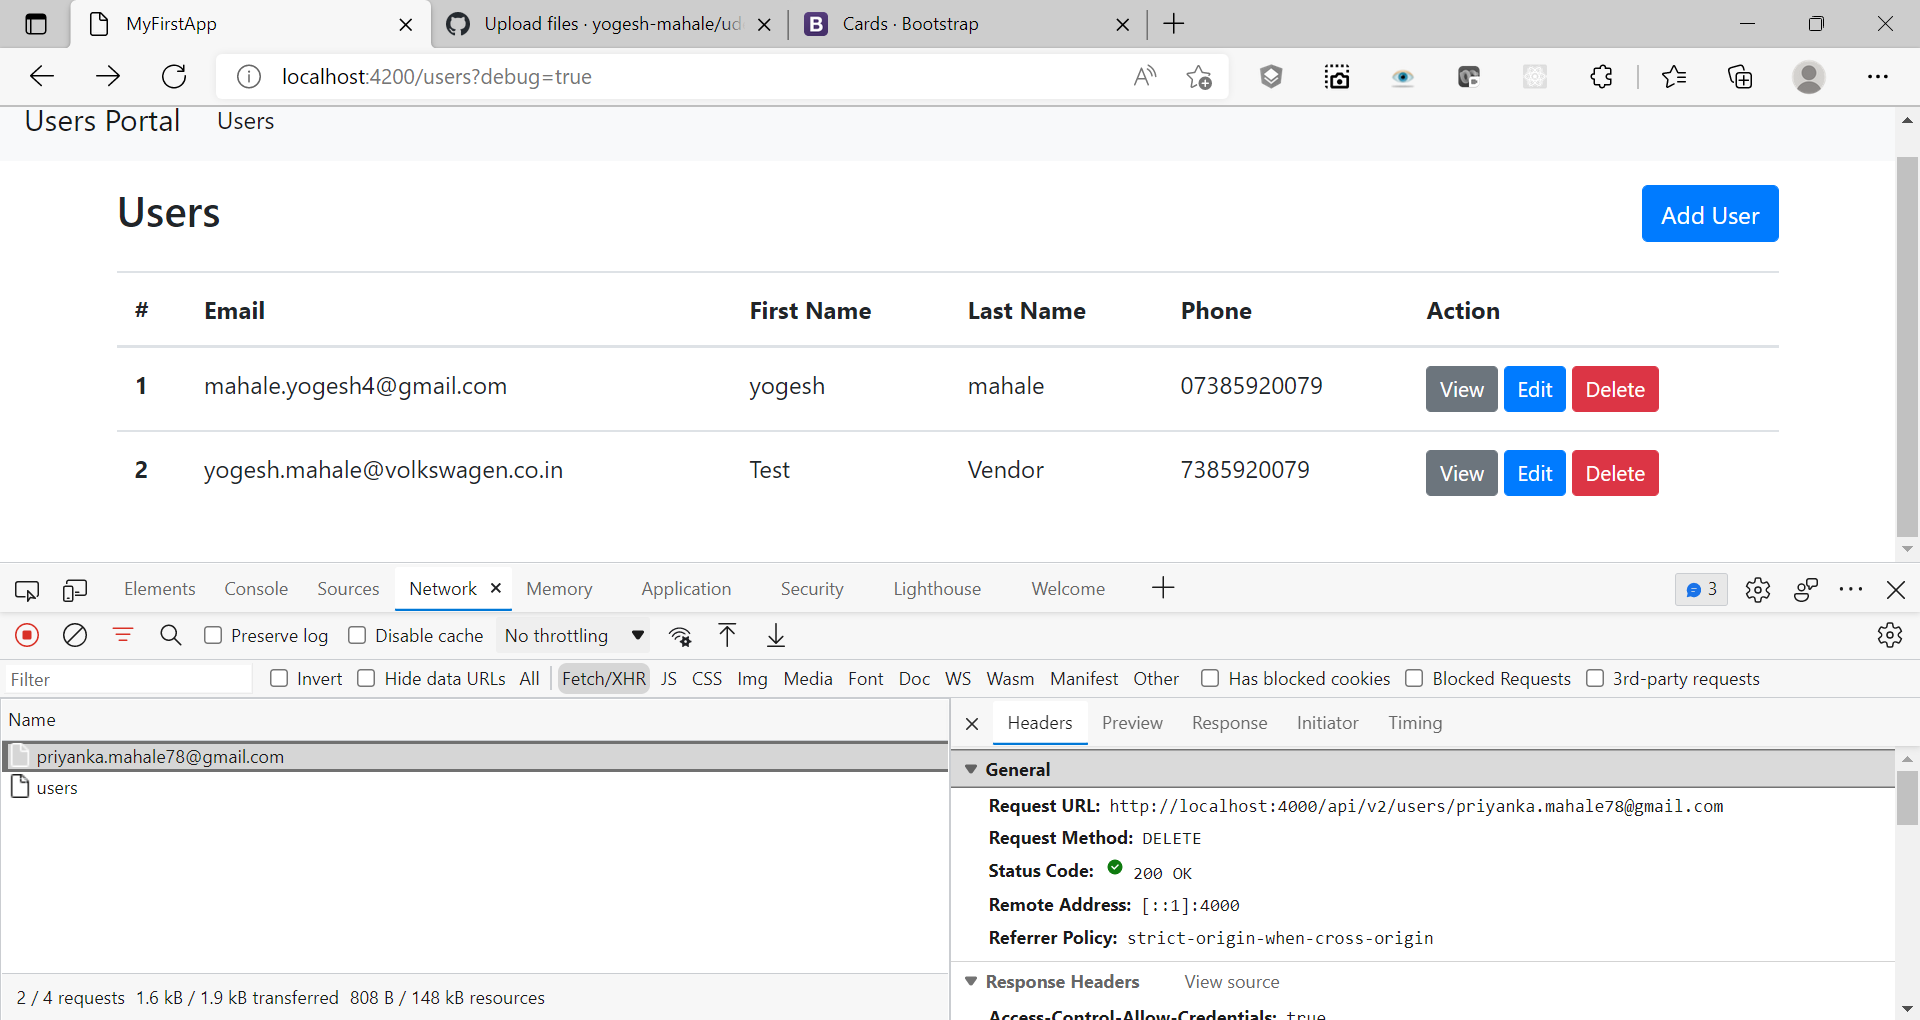 MyFirstApp
Upload files · yogesh-mahale/ud
Cards · Bootstrap
localhost:4200/users?debug=true
Users Portal Users
Users
Add User
# Email First Name Last Name Phone Action
1 mahale.yogesh4@gmail.com yogesh mahale 07385920079 View Edit Delete
2 yogesh.mahale@volkswagen.co.in Test Vendor 7385920079 View Edit Delete
Elements Console Sources Network Memory Application Security Lighthouse Welcome 3
Preserve log Disable cache No throttling
Filter Invert Hide data URLs All Fetch/XHR JS CSS Img Media Font Doc WS Wasm Manifest Other Has blocked cookies Blocked Requests 3rd-party requests
Name
priyanka.mahale78@gmail.com
users
2 / 4 requests 1.6 kB / 1.9 kB transferred 808 B / 148 kB resources
Headers Preview Response Initiator Timing
General
Request URL: http://localhost:4000/api/v2/users/priyanka.mahale78@gmail.com
Request Method: DELETE
Status Code: 200 OK
Remote Address: [::1]:4000
Referrer Policy: strict-origin-when-cross-origin
Response Headers View source
Access-Control-Allow-Credentials: true